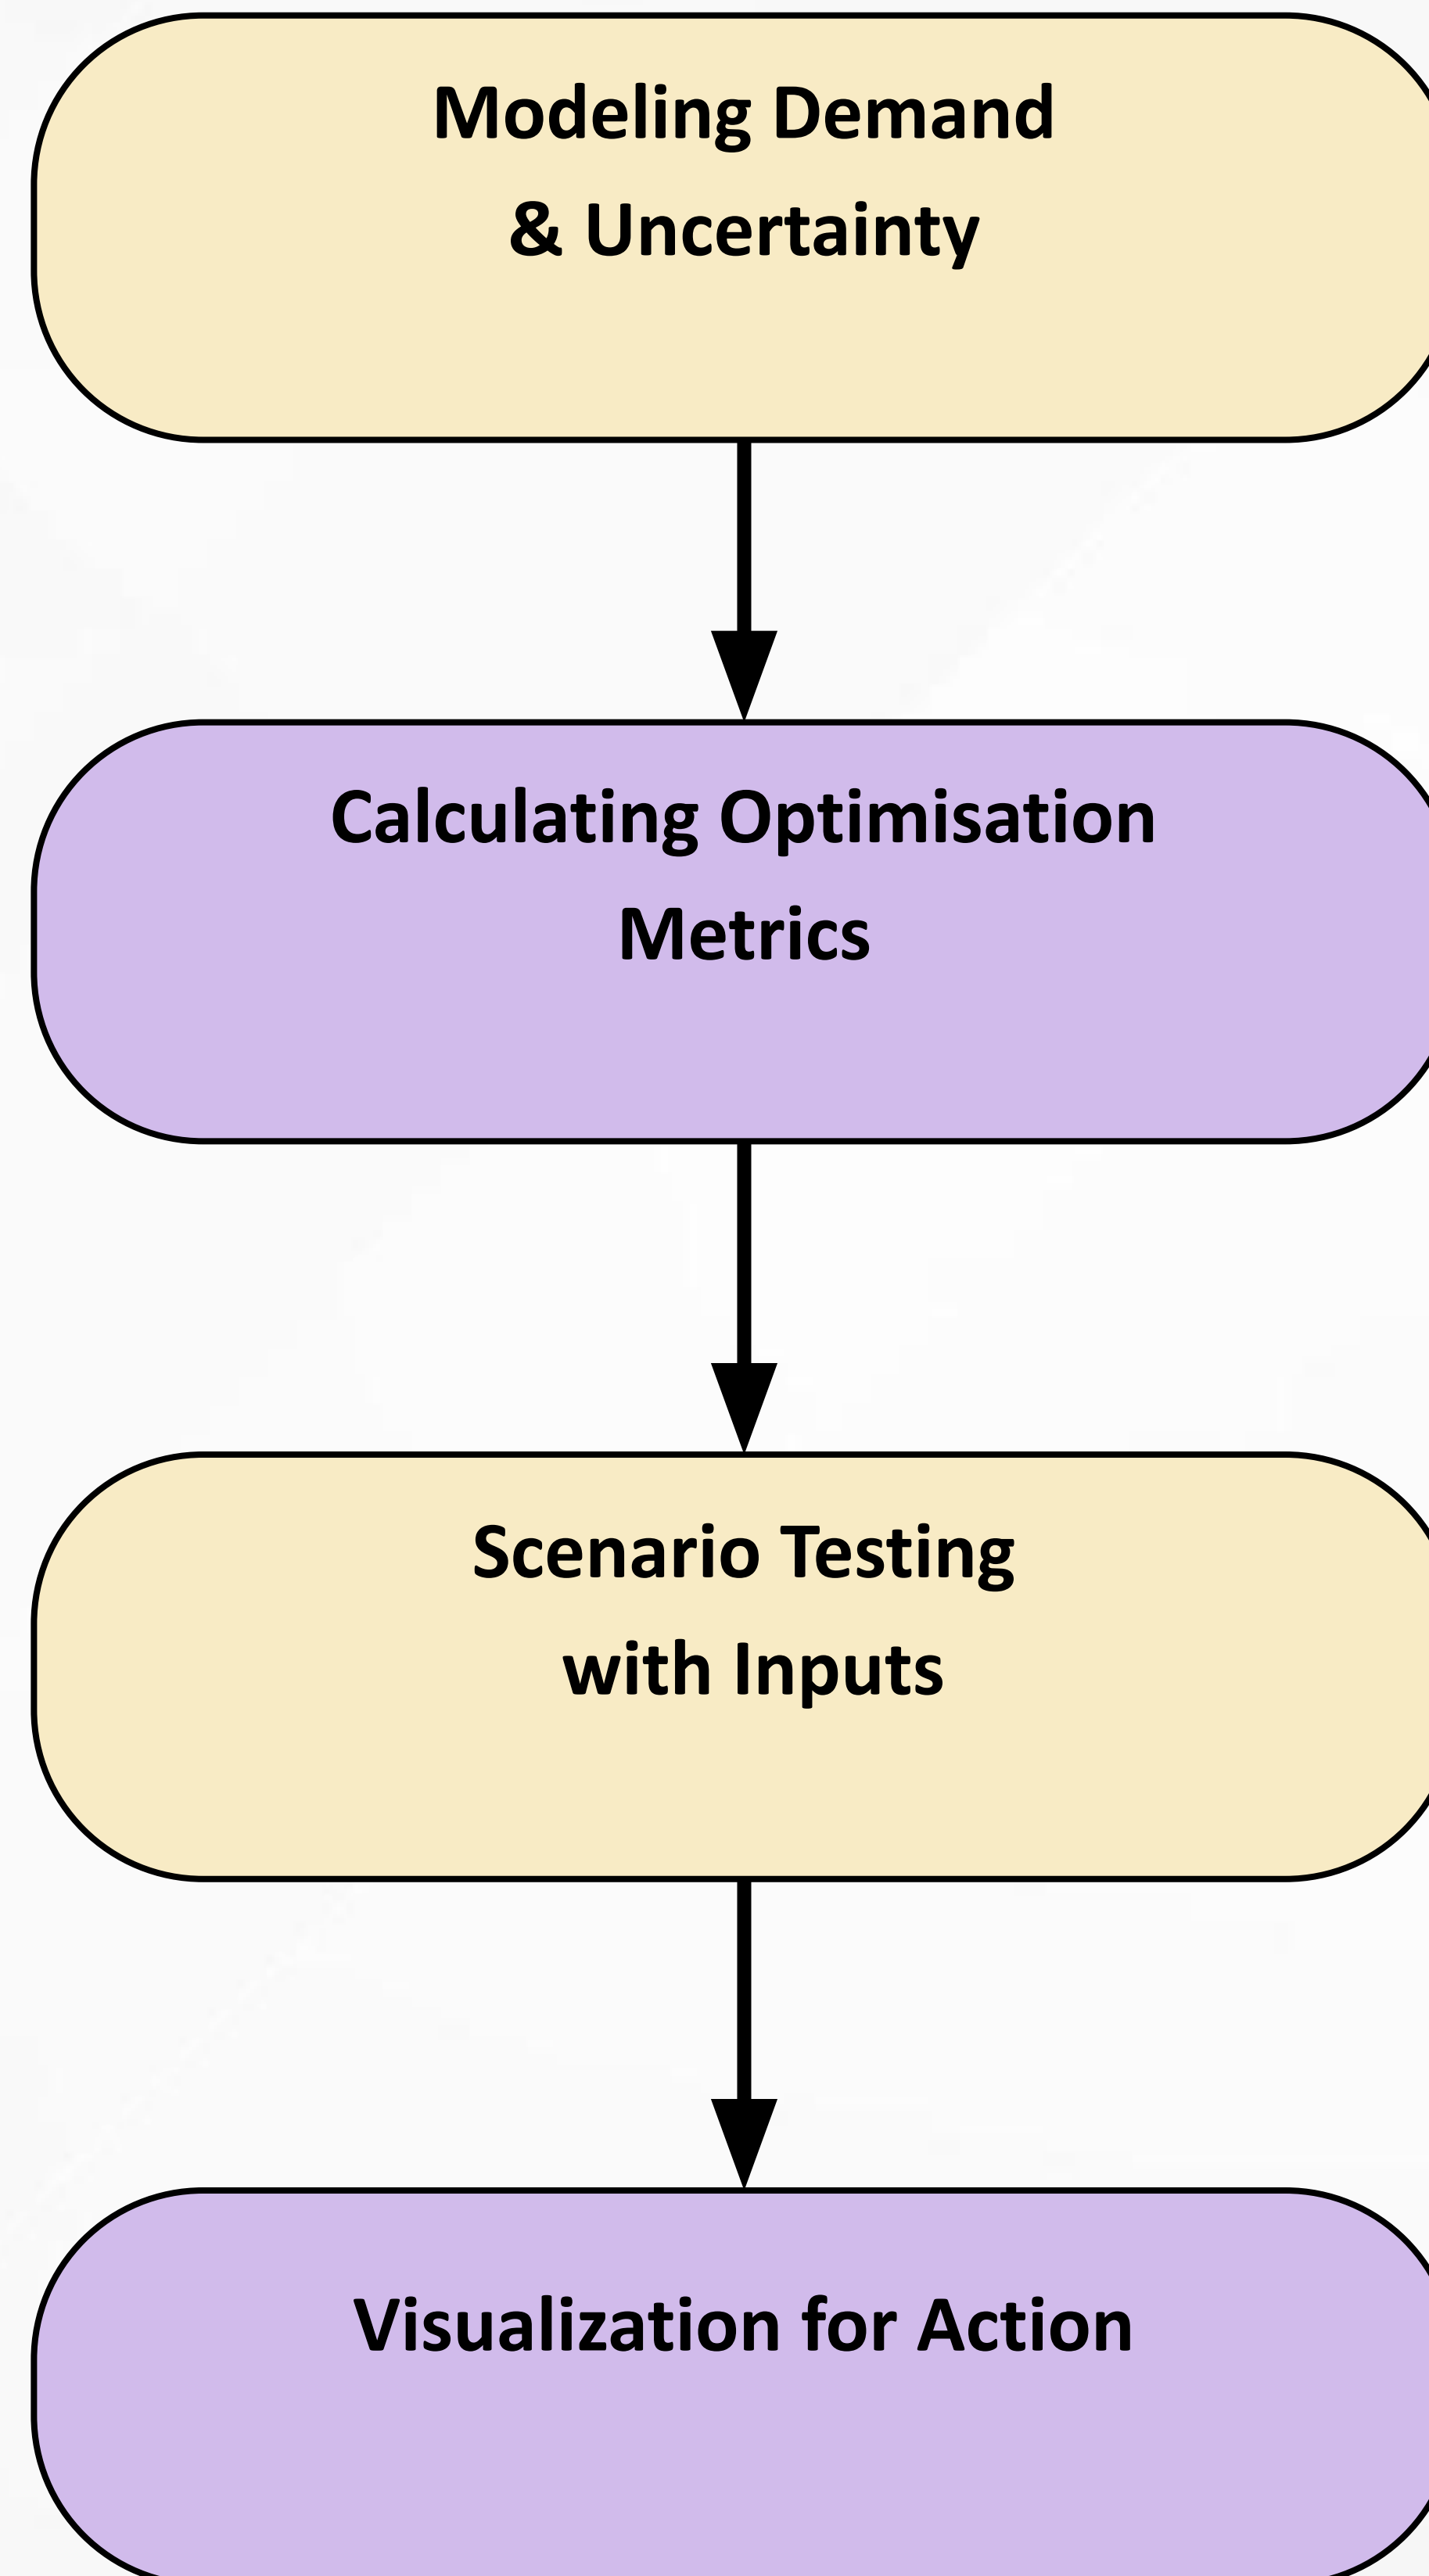 Modeling Demand
& Uncertainty
Calculating Optimisation
Metrics
Scenario Testing
with Inputs
Visualization for Action